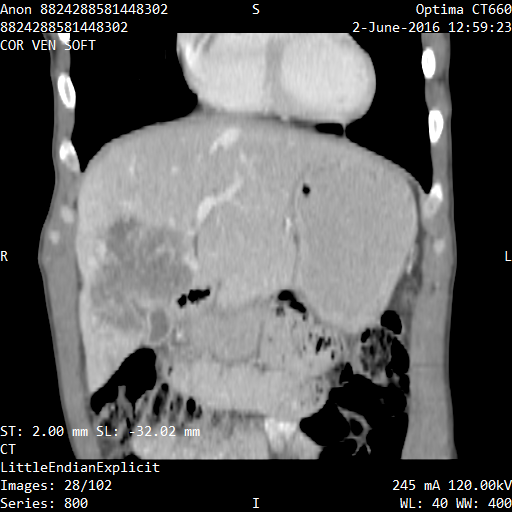 Anon 8824288581448302
S
Optima CT660
8824288581448302
2-June-2016 12:59:23
COR VEN SOFT
R
L
ST: 2.00 mm SL: -32.02 mm
CT
LittleEndianExplicit
Images: 28/102
245 mA 120.00kV
Series: 800
I
WL: 40 WW: 400